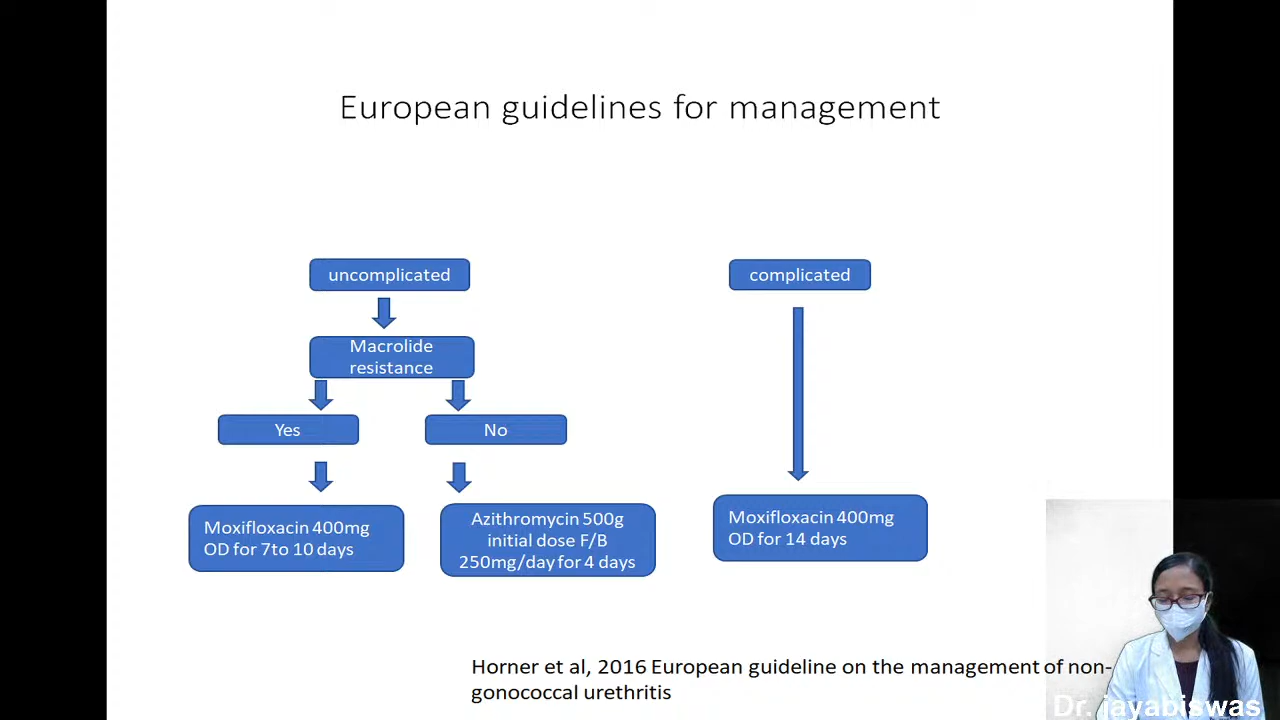 European guidelines for management
uncomplicated
complicated
Macrolide
resistance
Yes
No
Moxifloxacin 400mg
OD for 7to 10 days
Azithromycin 500g
initial dose F/B
250mg/day for 4 days
Moxifloxacin 400mg
OD for 14 days
Horner et al, 2016 European guideline on the management of non-
gonococcal urethritis
Dr. jayabiswas